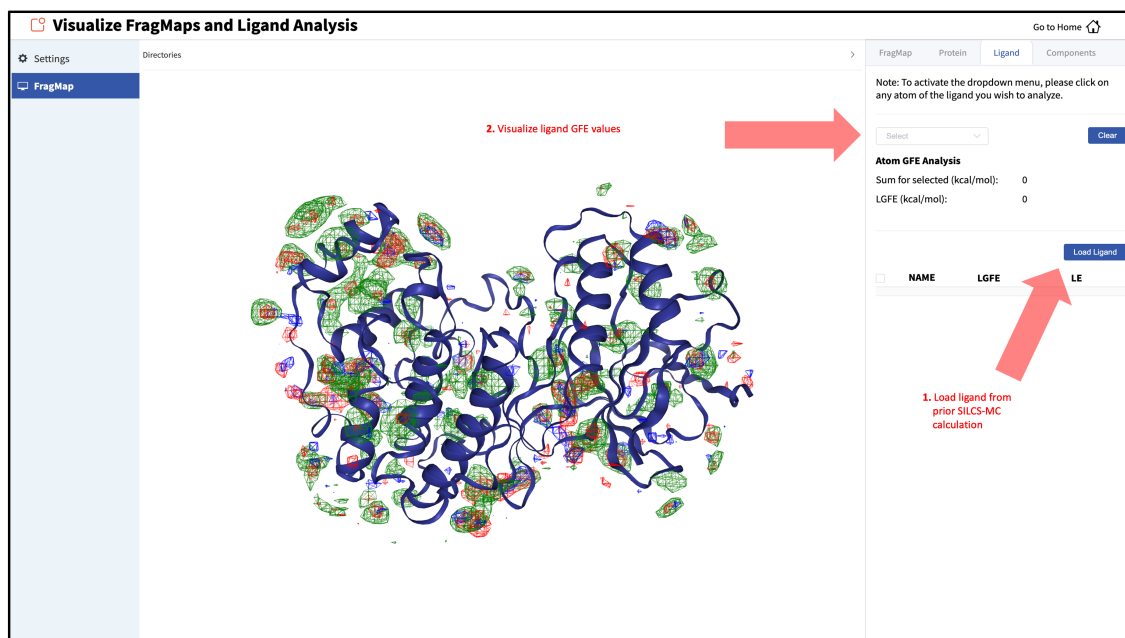 Visualize FragMaps and Ligand Analysis
Go to Home
Settings
FragMap
Directories
FragMap
Protein
Ligand
Components
Note: To activate the dropdown menu, please click on
any atom of the ligand you wish to analyze.
2. Visualize ligand GFE values
Select
Clear
Atom GFE Analysis
Sum for selected (kcal/mol): 0
LGFE (kcal/mol): 0
Load Ligand
NAME LGFE LE
1. Load ligand from
prior SILCS-MC
calculation